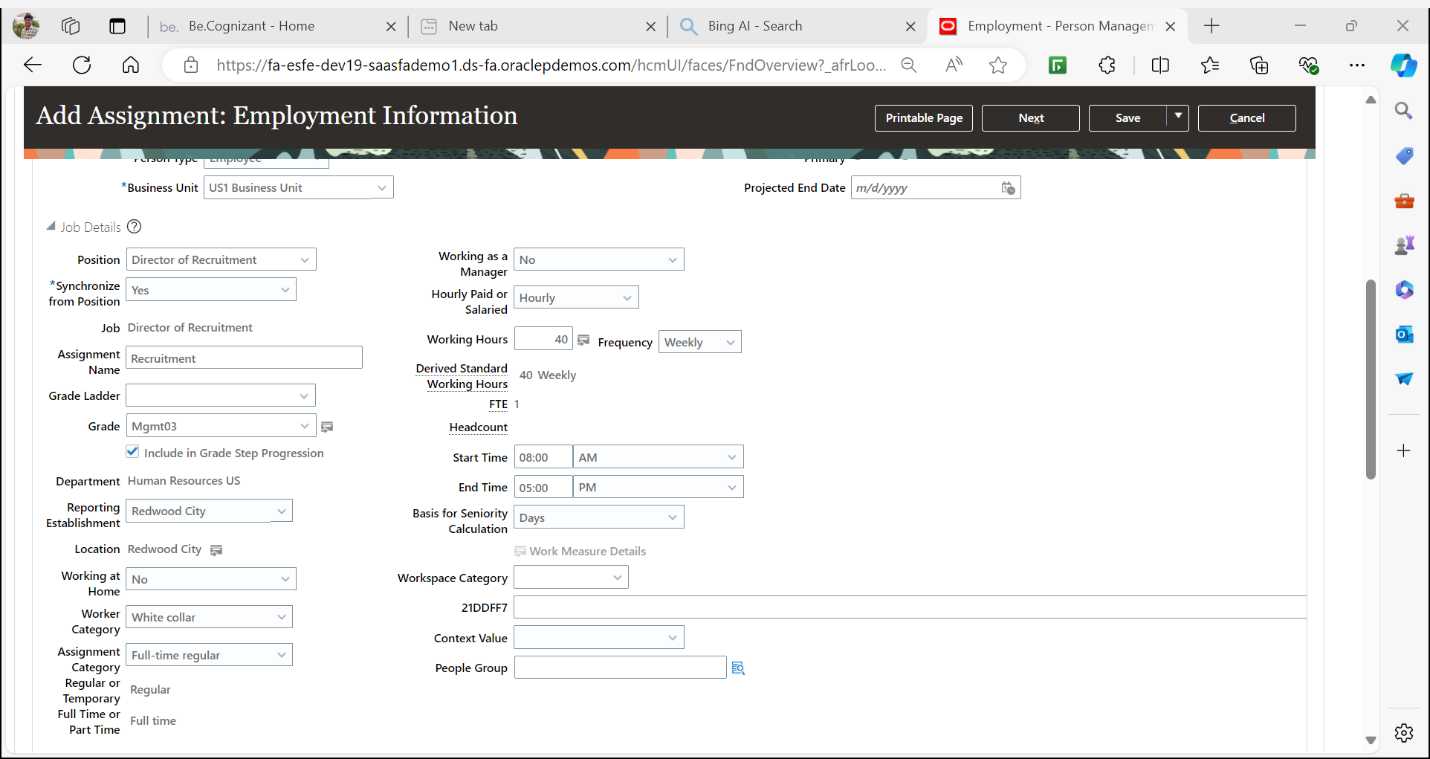 be. Be.Cognizant - Home
New tab
Bing AI - Search
Employment - Person Managem
https://fa-esfe-dev19-saasfademo1.ds-fa.oraclepdemos.com/hcmUI/faces/FndOverview?_afrLoo...
Add Assignment: Employment Information
Printable Page
Next
Save
Cancel
Person Type Employee
Primary
*Business Unit US1 Business Unit
Projected End Date m/d/yyyy
Job Details
Position Director of Recruitment
*Synchronize from Position Yes
Job Director of Recruitment
Assignment Name Recruitment
Grade Ladder
Grade Mgmt03
Include in Grade Step Progression
Department Human Resources US
Reporting Establishment Redwood City
Location Redwood City
Working at Home No
Worker Category White collar
Assignment Category Full-time regular
Regular or Temporary Regular
Full Time or Part Time Full time
Working as a Manager No
Hourly Paid or Salaried Hourly
Working Hours 40 Frequency Weekly
Derived Standard Working Hours 40 Weekly
FTE 1
Headcount
Start Time 08:00 AM
End Time 05:00 PM
Basis for Seniority Calculation Days
Work Measure Details
Workspace Category
21DDFF7
Context Value
People Group